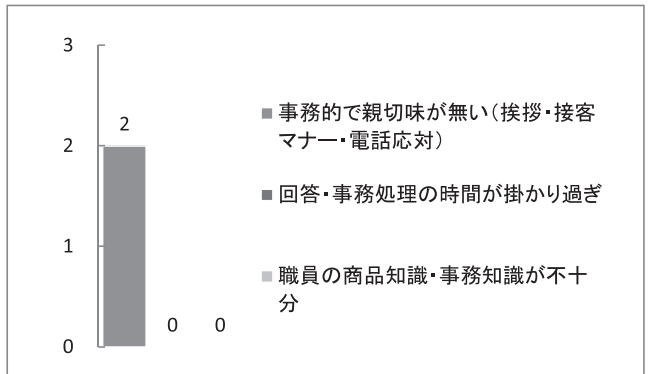 3
2
1
0
2
0
0
■事務的で親切味が無い(挨拶・接客
マナー・電話応対)
■回答・事務処理の時間が掛かり過ぎ
■職員の商品知識・事務知識が不十
分